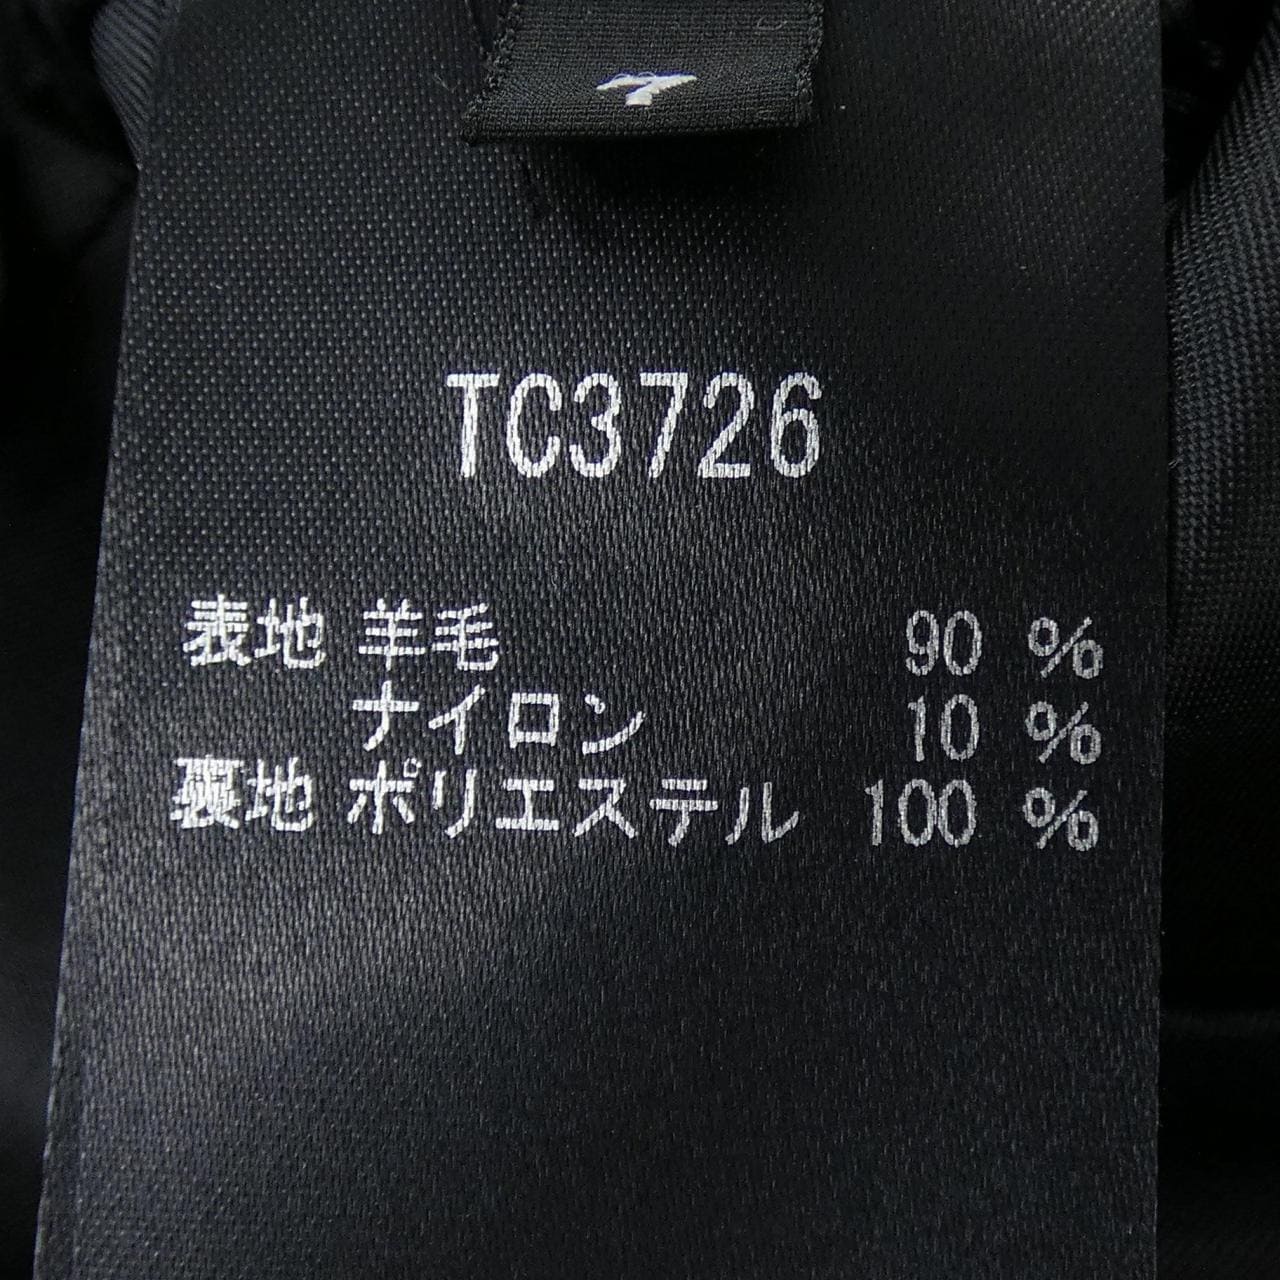 TC3726
表地 羊毛 90 %
ナイロン 10 %
裏地 ポリエステル 100 %